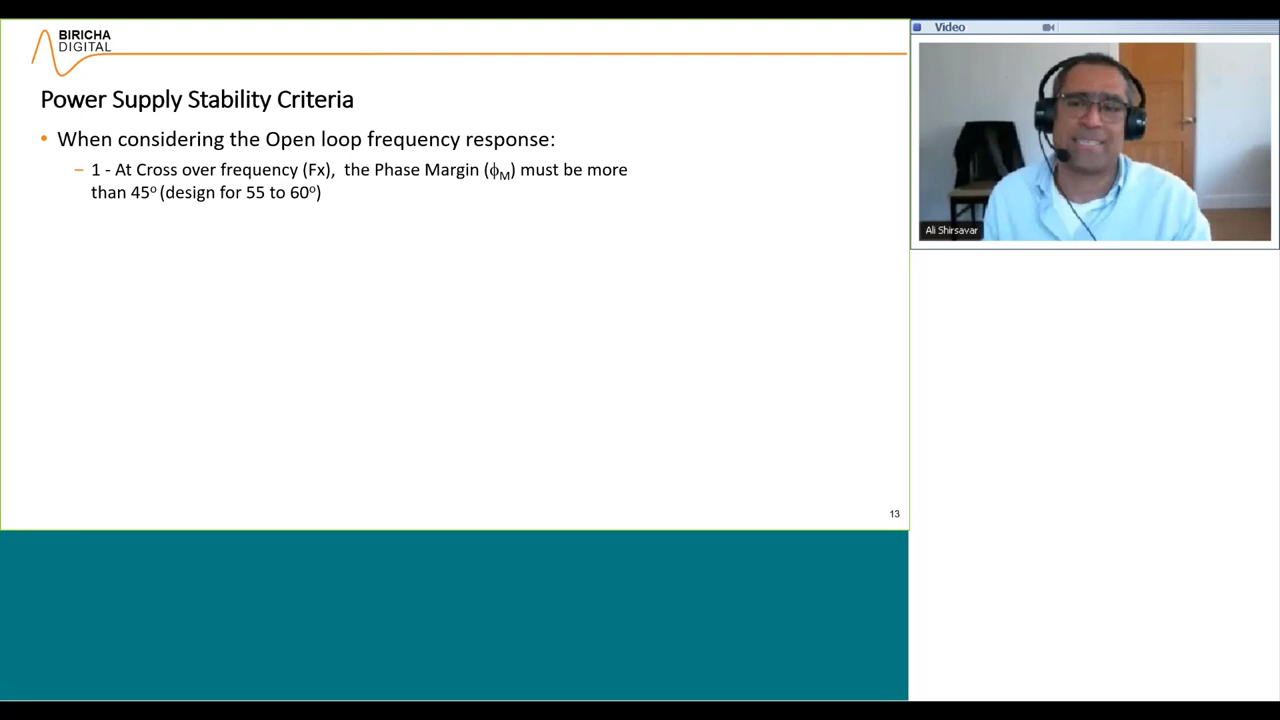 BIRICHA
DIGITAL
Power Supply Stability Criteria
• When considering the Open loop frequency response:
– 1 - At Cross over frequency (Fx), the Phase Margin (ϕM) must be more
than 45º (design for 55 to 60º)
13
Video
Ali Shirsavar